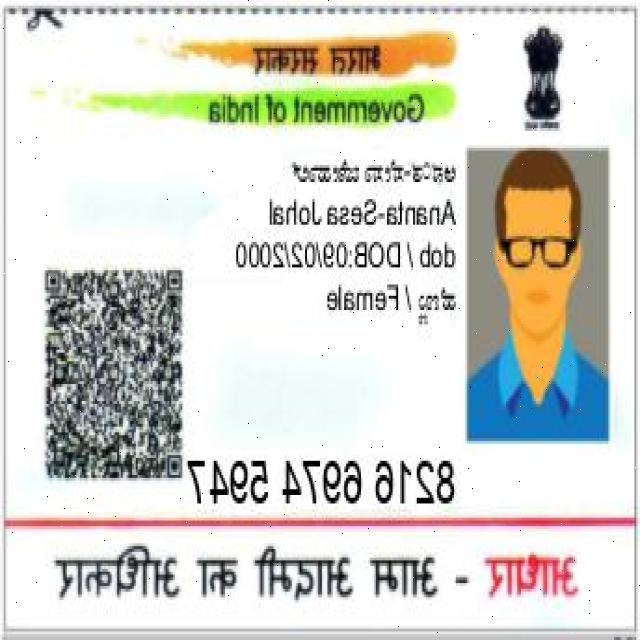 भारत सरकार
Government of India
Ananta-Sesa Johal
dob / DOB:09/02/2000
/ Female
8216 6974 5947
आधार - आम आदमी का अधिकार